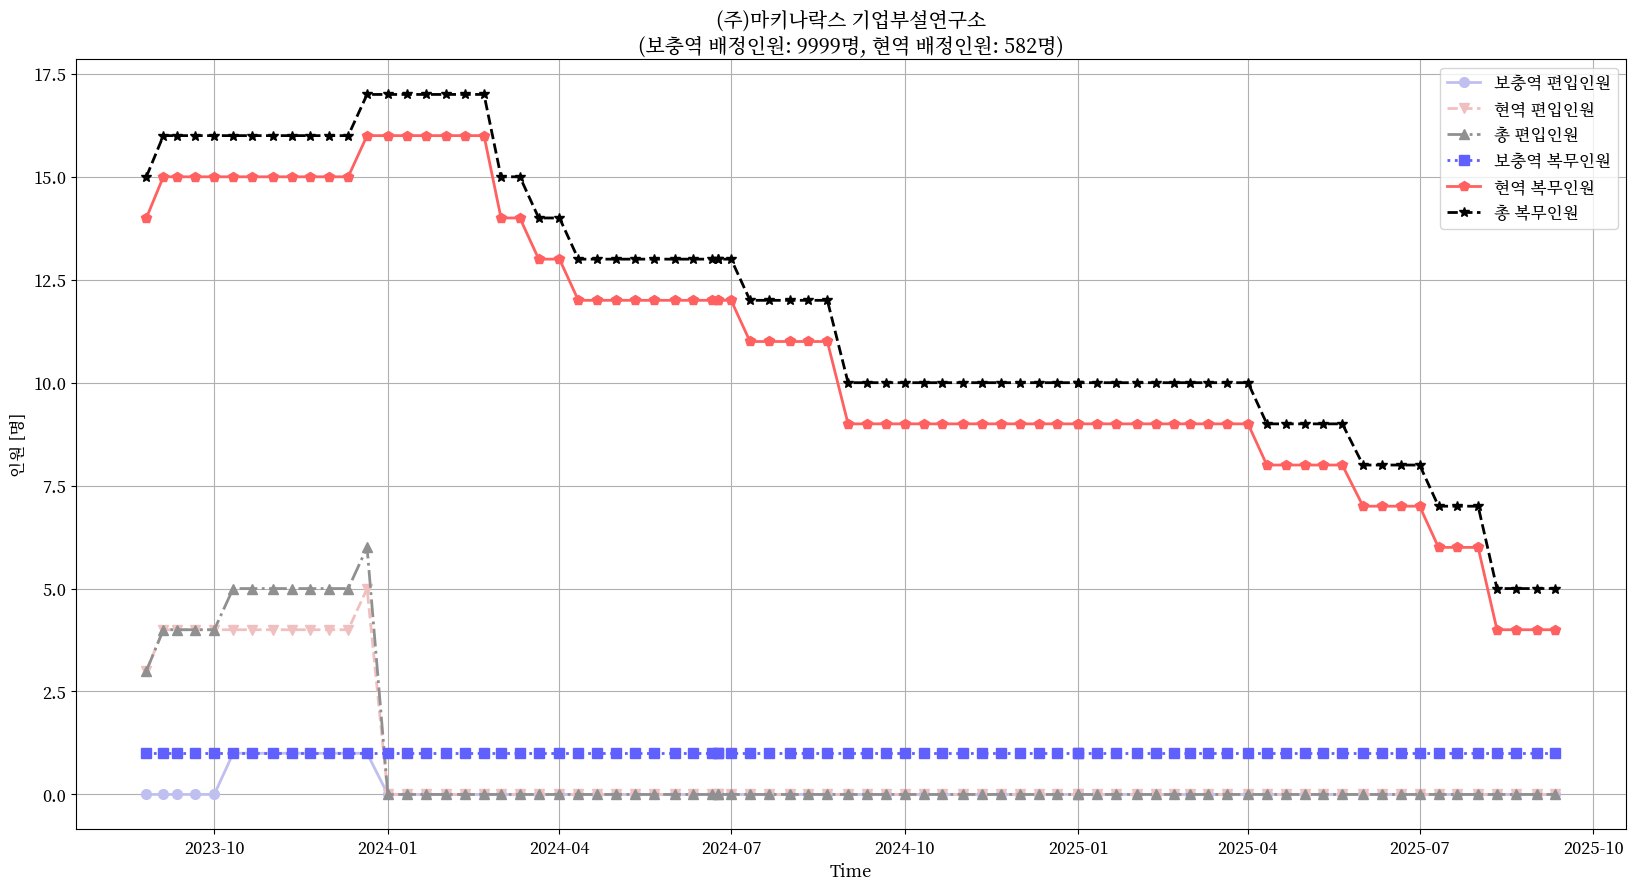 (주)마키나락스 기업부설연구소
(보충역 배정인원: 9999명, 현역 배정인원: 582명)
인원 [명]
17.5
15.0
12.5
10.0
7.5
5.0
2.5
0.0
보충역 편입인원
현역 편입인원
총 편입인원
보충역 복무인원
현역 복무인원
총 복무인원
2023-10
2024-01
2024-04
2024-07
2024-10
2025-01
2025-04
2025-07
2025-10
Time